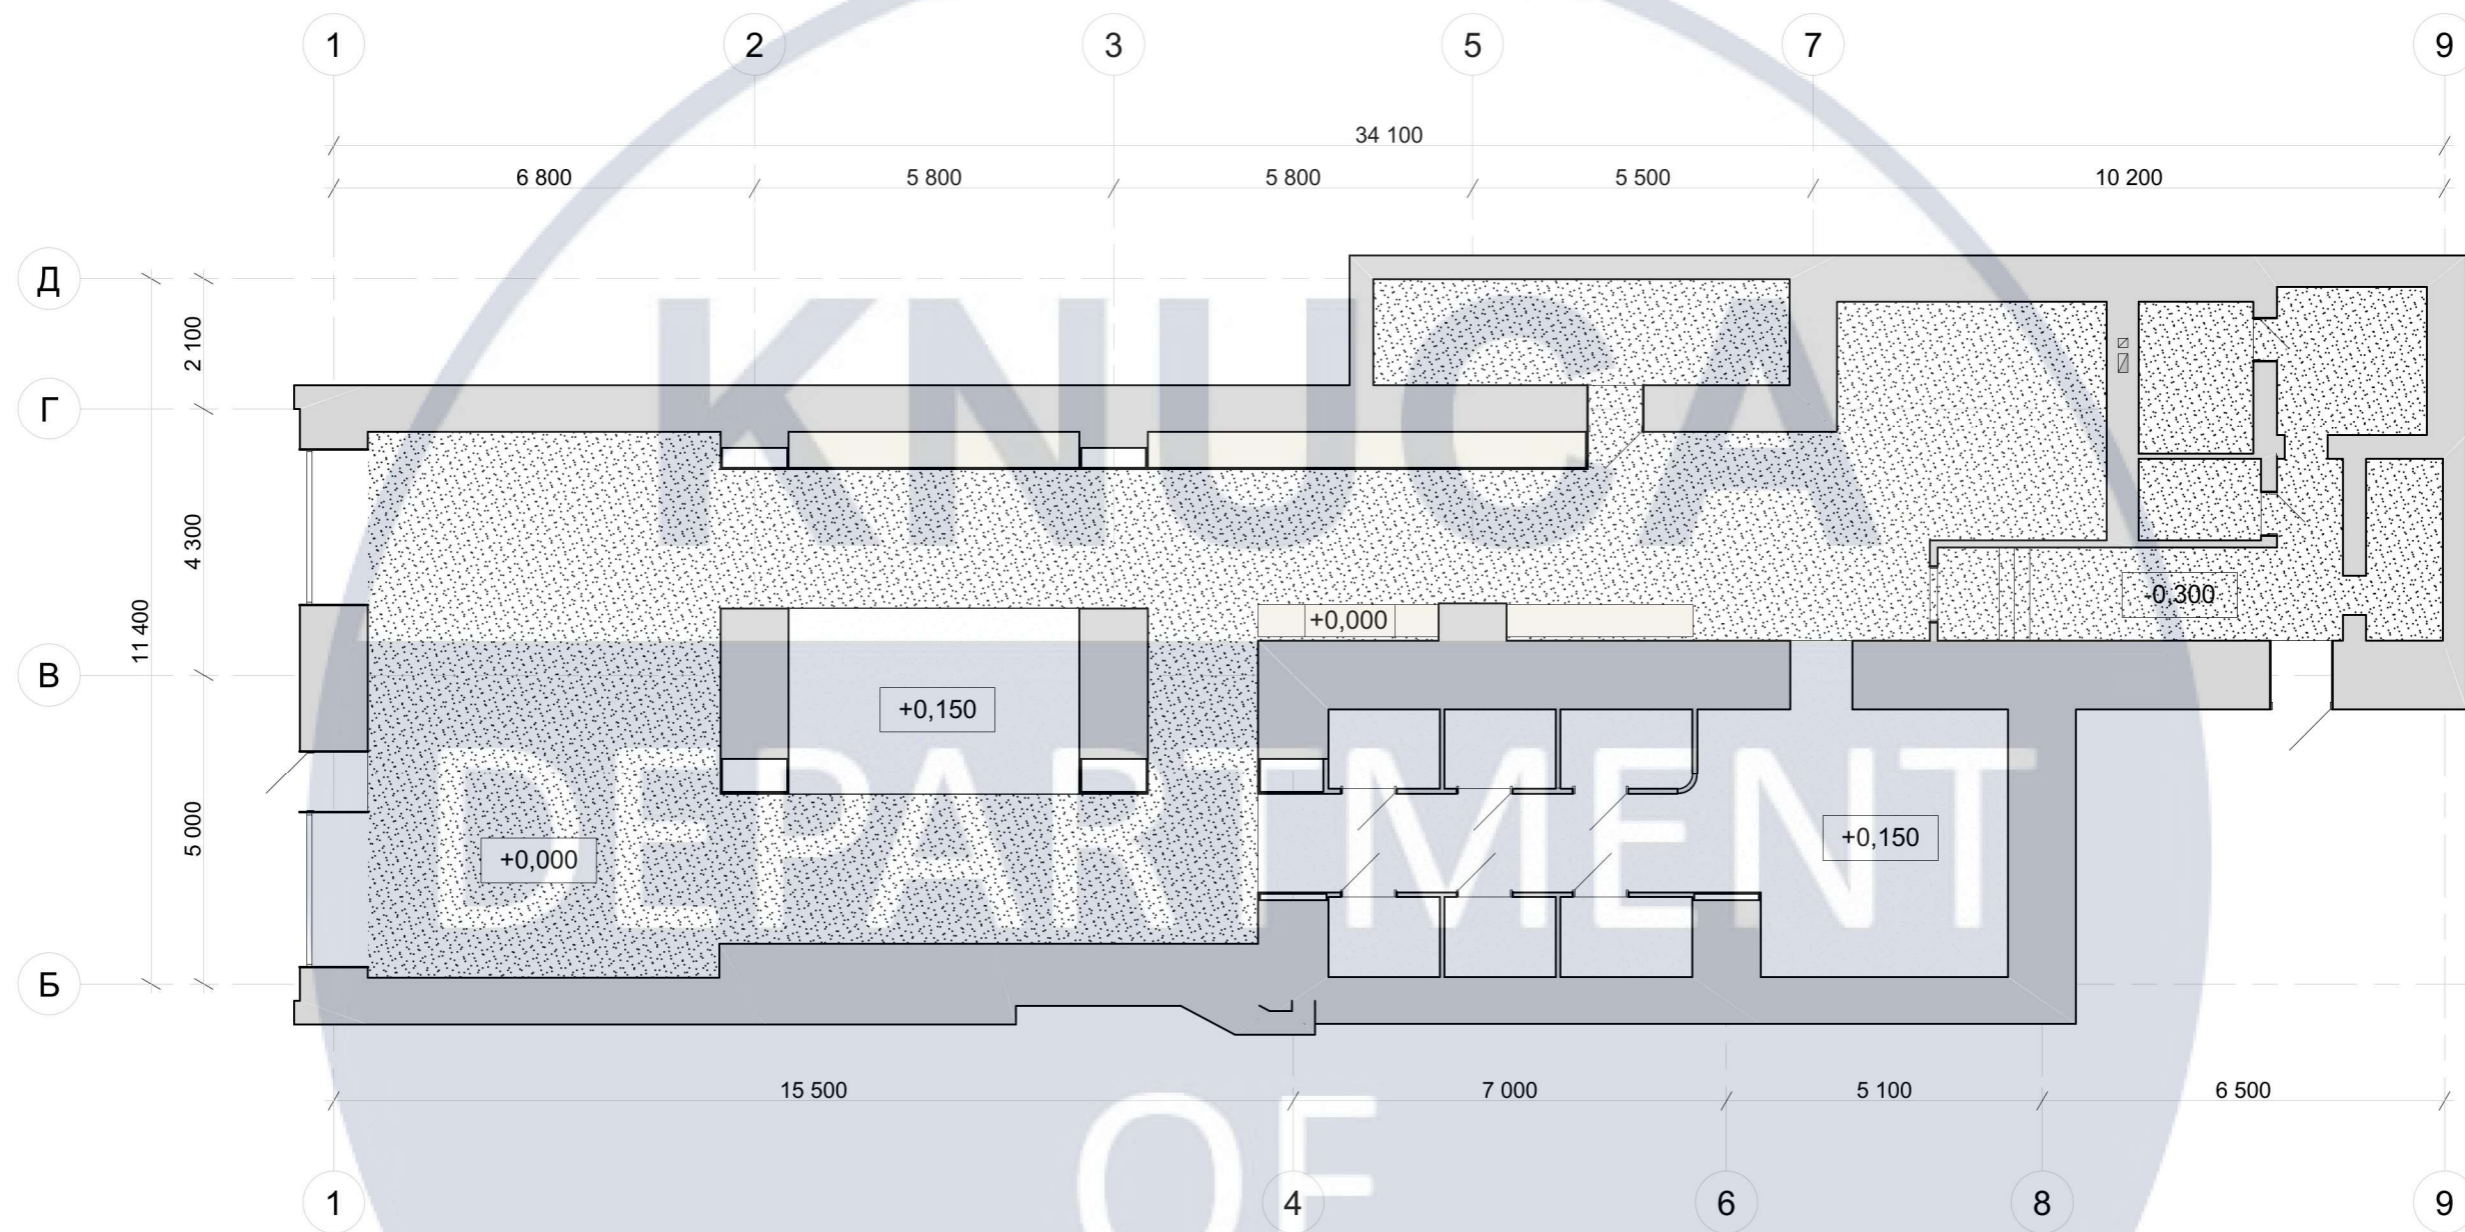 1 2 3 5 7 9
34 100
6 800 5 800 5 800 5 500 10 200
Д
2 100
KNUCA
Г
4 300
11 400
-0,300
+0,000
В
+0,150
DEPARTMENT
5 000
+0,150
+0,000
Б
15 500 7 000 5 100 6 500
OF
1 4 6 8 9